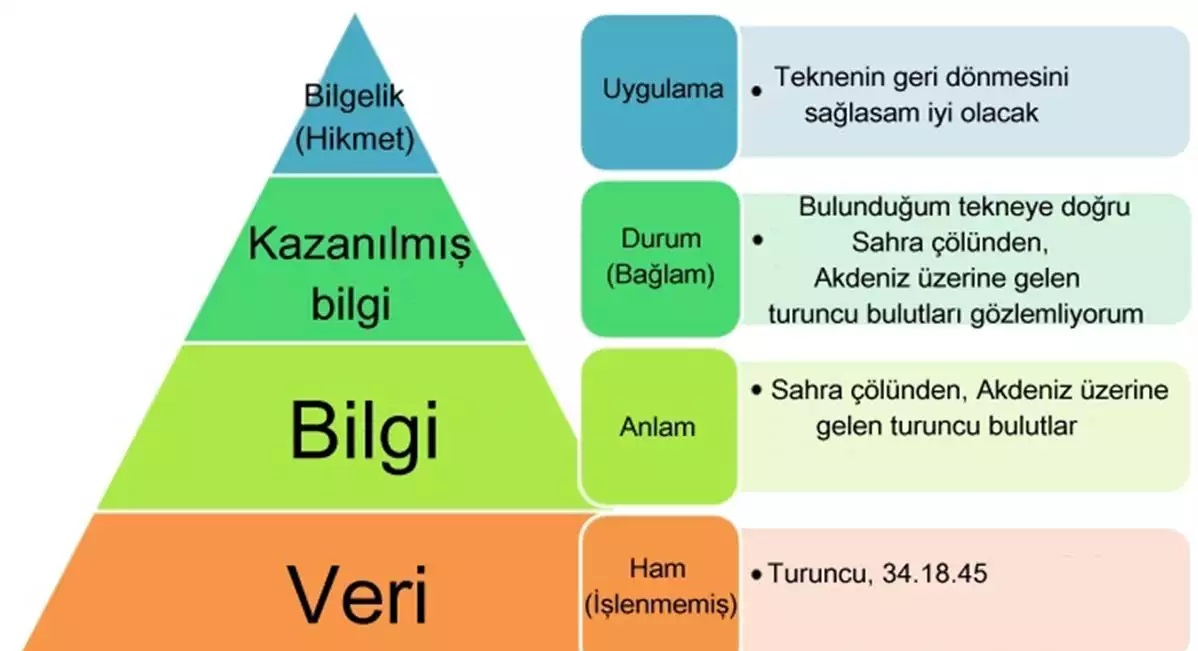 Bilgelik
(Hikmet)
Uygulama
• Teknenin geri dönmesini
sağlasam iyi olacak
Kazanılmış
bilgi
Durum
(Bağlam)
• Bulunduğum tekneye doğru
Sahra çölünden,
Akdeniz üzerine gelen
turuncu bulutları gözlemliyorum
Bilgi
Anlam
• Sahra çölünden, Akdeniz üzerine
gelen turuncu bulutlar
Veri
Ham
(İşlenmemiş)
• Turuncu, 34.18.45